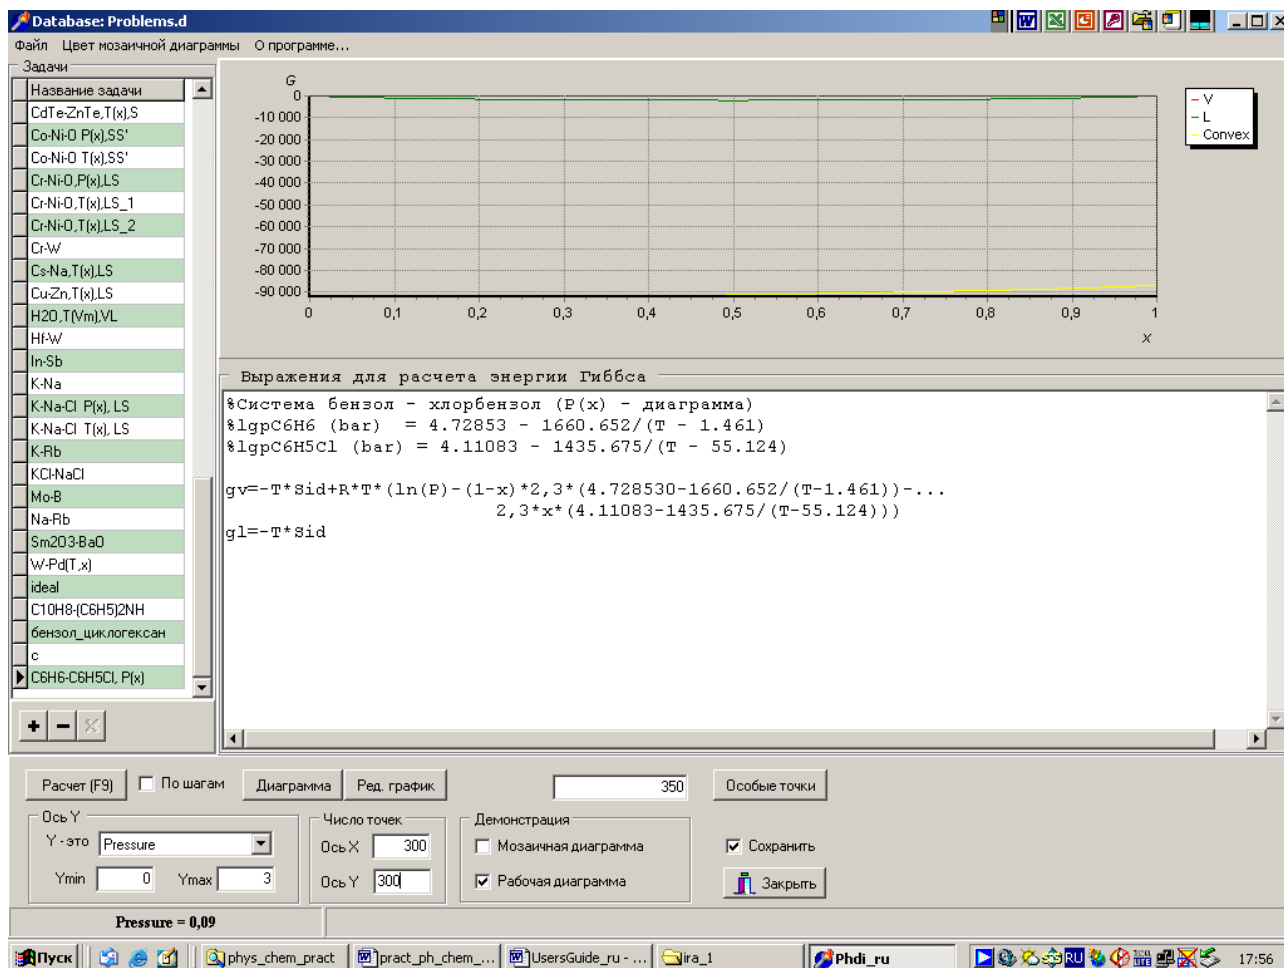 Database: Problems.d
Файл Цвет мозаичной диаграммы О программе...
Задачи
Название задачи
CdTe-ZnTe,T(x),S
Co-Ni-O P(x),SS'
Co-Ni-O T(x),SS'
Cr-Ni-O,P(x),LS
Cr-Ni-O,T(x),LS_1
Cr-Ni-O,T(x),LS_2
Cr-W
Cs-Na,T(x),LS
Cu-Zn,T(x),LS
H2O,T(Vm),VL
Hf-W
In-Sb
K-Na
K-Na-Cl P(x), LS
K-Na-Cl T(x), LS
K-Rb
KCl-NaCl
Mo-B
Na-Rb
Sm2O3-BaO
W-Pd(T,x)
ideal
C10H8-(C6H5)2NH
бензол_циклогексан
c
C6H6-C6H5Cl, P(x)
G
0
-10 000
-20 000
-30 000
-40 000
-50 000
-60 000
-70 000
-80 000
-90 000
0 0,1 0,2 0,3 0,4 0,5 0,6 0,7 0,8 0,9 1
x
V
L
Convex
Выражения для расчета энергии Гиббса
%Система бензол - хлорбензол (P(x) - диаграмма)
%lgpC6H6 (bar) = 4.72853 - 1660.652/(T - 1.461)
%lgpC6H5Cl (bar) = 4.11083 - 1435.675/(T - 55.124)
gv=-T*Sid+R*T*(ln(P)-(1-x)*2,3*(4.728530-1660.652/(T-1.461))-...
2,3*x*(4.11083-1435.675/(T-55.124)))
gl=-T*Sid
Расчет (F9) По шагам Диаграмма Ред. график 350 Особые точки
Ось Y
Y - это Pressure
Ymin 0 Ymax 3
Число точек
Ось X 300
Ось Y 300
Демонстрация
Мозаичная диаграмма
Рабочая диаграмма
Сохранить
Закрыть
Pressure = 0,09
Пуск phys_chem_pract pract_ph_chem_... UsersGuide_ru - ... ira_1 Phdi_ru RU 17:56